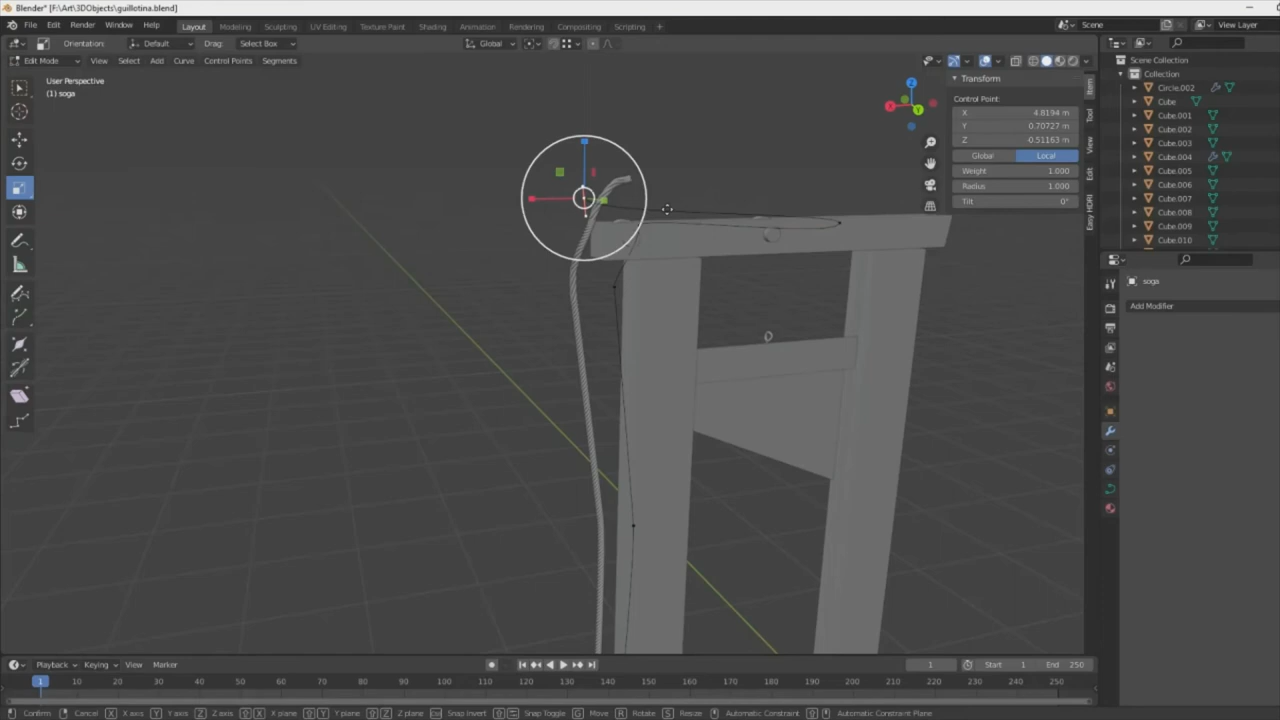 Blender* [F:\Art\3DObjects\guillotina.blend]
File Edit Render Window Help Layout Modeling Sculpting UV Editing Texture Paint Shading Animation Rendering Compositing Scripting + Scene View Layer
Orientation: Default Drag: Select Box Global
Edit Mode View Select Add Curve Control Points Segments
User Perspective
(1) soga
Transform
Control Point:
X 4.8194 m
Y 0.70727 m
Z -0.51163 m
Global Local
Weight 1.000
Radius 1.000
Tilt 0°
Item
Tool
View
Edit
Easy HDRI
Z
X
Y
Scene Collection
Collection
Circle.002
Cube
Cube.001
Cube.002
Cube.003
Cube.004
Cube.005
Cube.006
Cube.007
Cube.008
Cube.009
Cube.010
soga
Add Modifier
Playback Keying View Marker 1 Start 1 End 250
1 10 20 30 40 50 60 70 80 90 100 110 120 130 140 150 160 170 180 190 200 210 220 230 240 250
Confirm Cancel X X axis Y Y axis Z Z axis X X plane Y Y plane Z Z plane Snap Invert Snap Toggle G Move R Rotate S Resize Automatic Constraint Automatic Constraint Plane